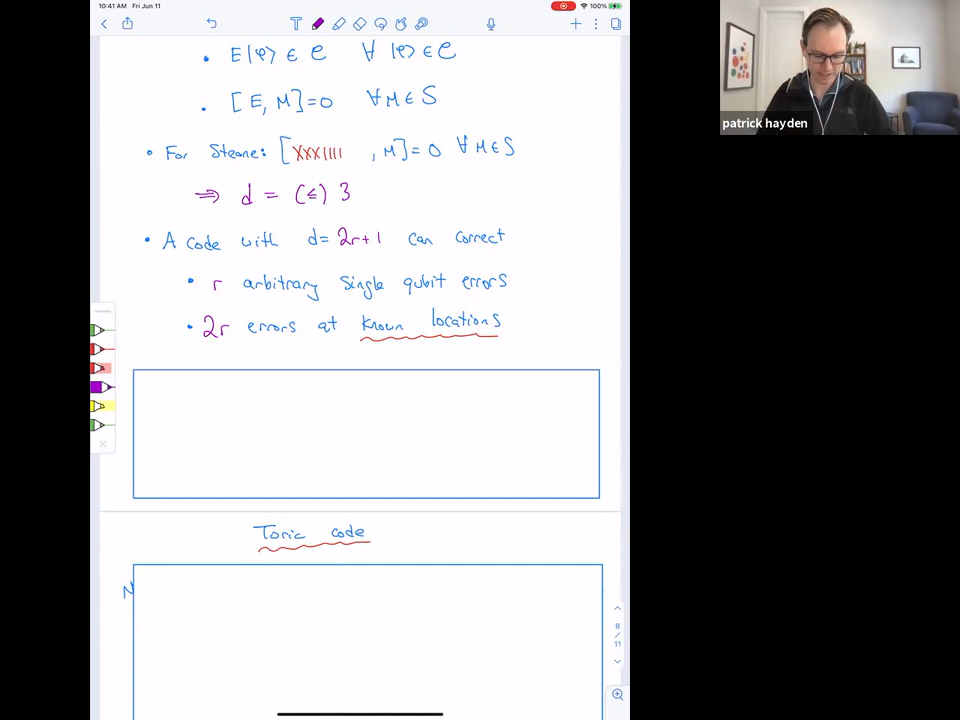 10:41 AM Fri Jun 11
100%
• E|φ⟩ ∈ C ∀ |φ⟩ ∈ C
• [E, M] = 0 ∀ M ∈ S
• For Steane: [XXXIIII , M] = 0 ∀ M ∈ S
⇒ d = (≤) 3
• A code with d = 2r+1 can correct
• r arbitrary single qubit errors
• 2r errors at known locations
Toric code
N
8
/
11
patrick hayden